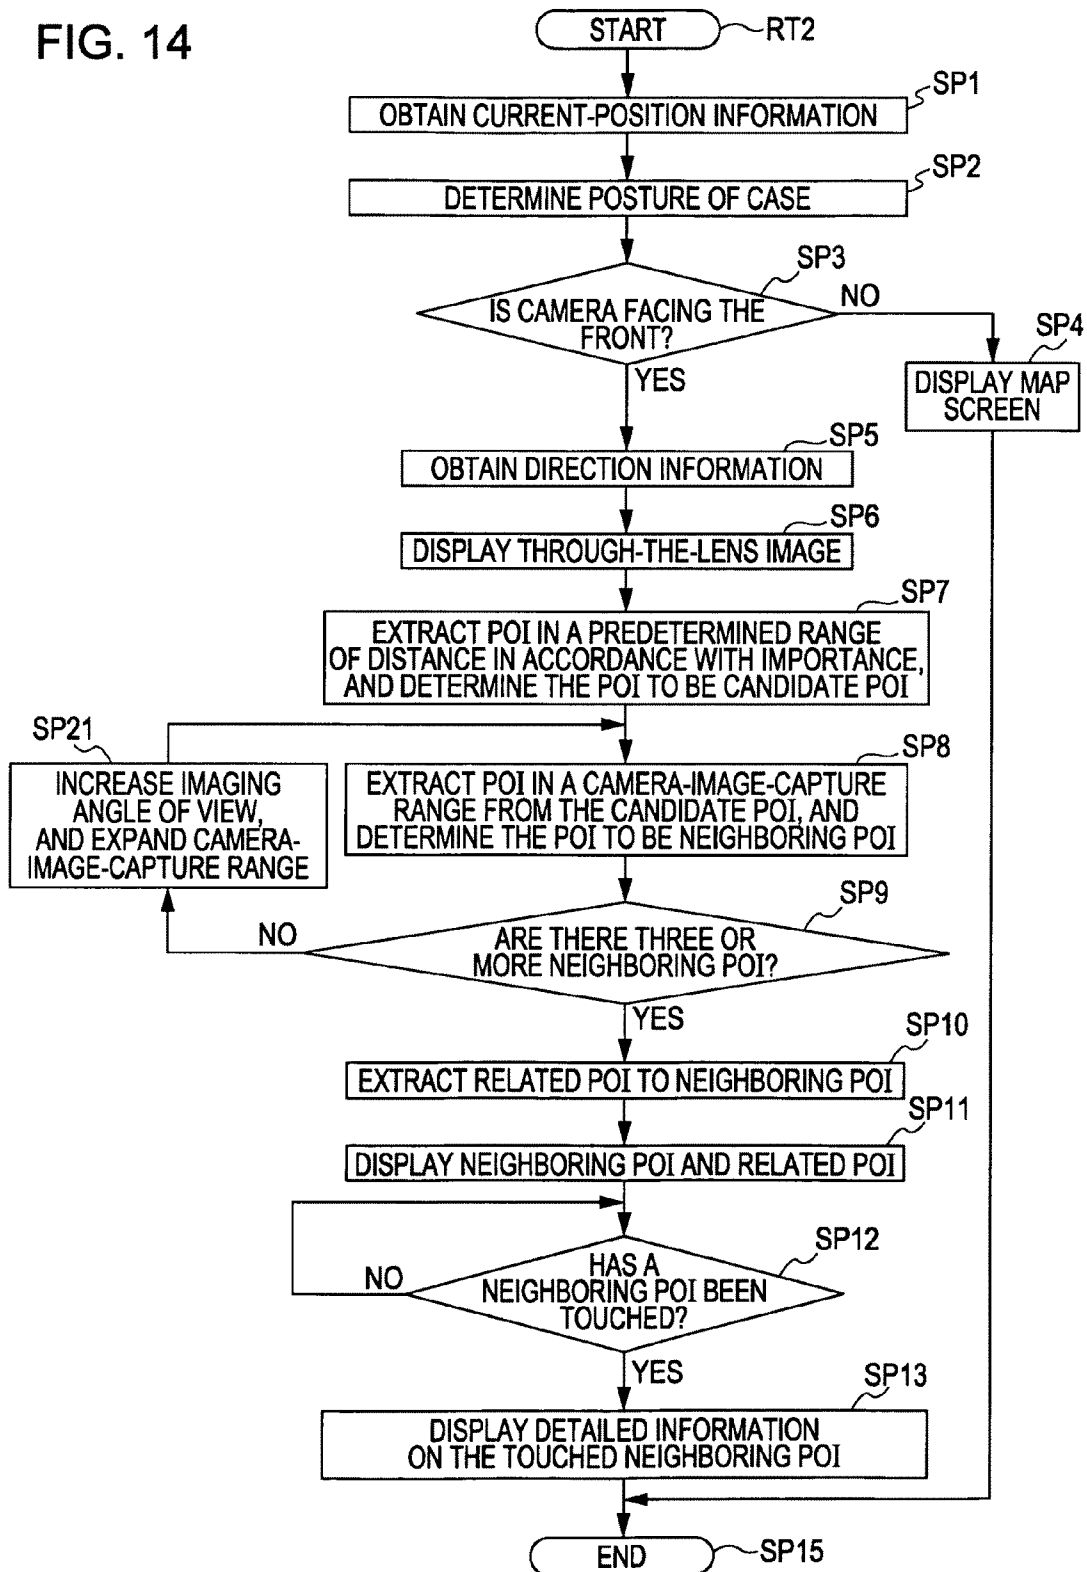 FIG. 14
START
RT2
SP1
OBTAIN CURRENT-POSITION INFORMATION
SP2
DETERMINE POSTURE OF CASE
SP3
IS CAMERA FACING THE
FRONT?
NO
YES
SP4
DISPLAY MAP
SCREEN
SP5
OBTAIN DIRECTION INFORMATION
SP6
DISPLAY THROUGH-THE-LENS IMAGE
SP7
EXTRACT POI IN A PREDETERMINED RANGE
OF DISTANCE IN ACCORDANCE WITH IMPORTANCE,
AND DETERMINE THE POI TO BE CANDIDATE POI
SP21
INCREASE IMAGING
ANGLE OF VIEW,
AND EXPAND CAMERA-
IMAGE-CAPTURE RANGE
SP8
EXTRACT POI IN A CAMERA-IMAGE-CAPTURE
RANGE FROM THE CANDIDATE POI, AND
DETERMINE THE POI TO BE NEIGHBORING POI
SP9
NO
ARE THERE THREE OR
MORE NEIGHBORING POI?
YES
SP10
EXTRACT RELATED POI TO NEIGHBORING POI
SP11
DISPLAY NEIGHBORING POI AND RELATED POI
SP12
NO
HAS A
NEIGHBORING POI BEEN
TOUCHED?
YES
SP13
DISPLAY DETAILED INFORMATION
ON THE TOUCHED NEIGHBORING POI
END
SP15